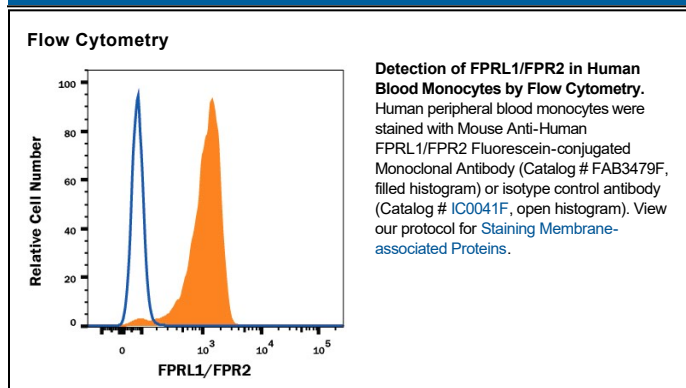 Flow Cytometry
100
80
60
40
20
0
Relative Cell Number
0
10³
10⁴
10⁵
FPRL1/FPR2
Detection of FPRL1/FPR2 in Human
Blood Monocytes by Flow Cytometry.
Human peripheral blood monocytes were
stained with Mouse Anti-Human
FPRL1/FPR2 Fluorescein-conjugated
Monoclonal Antibody (Catalog # FAB3479F,
filled histogram) or isotype control antibody
(Catalog # IC0041F, open histogram). View
our protocol for Staining Membrane-
associated Proteins.